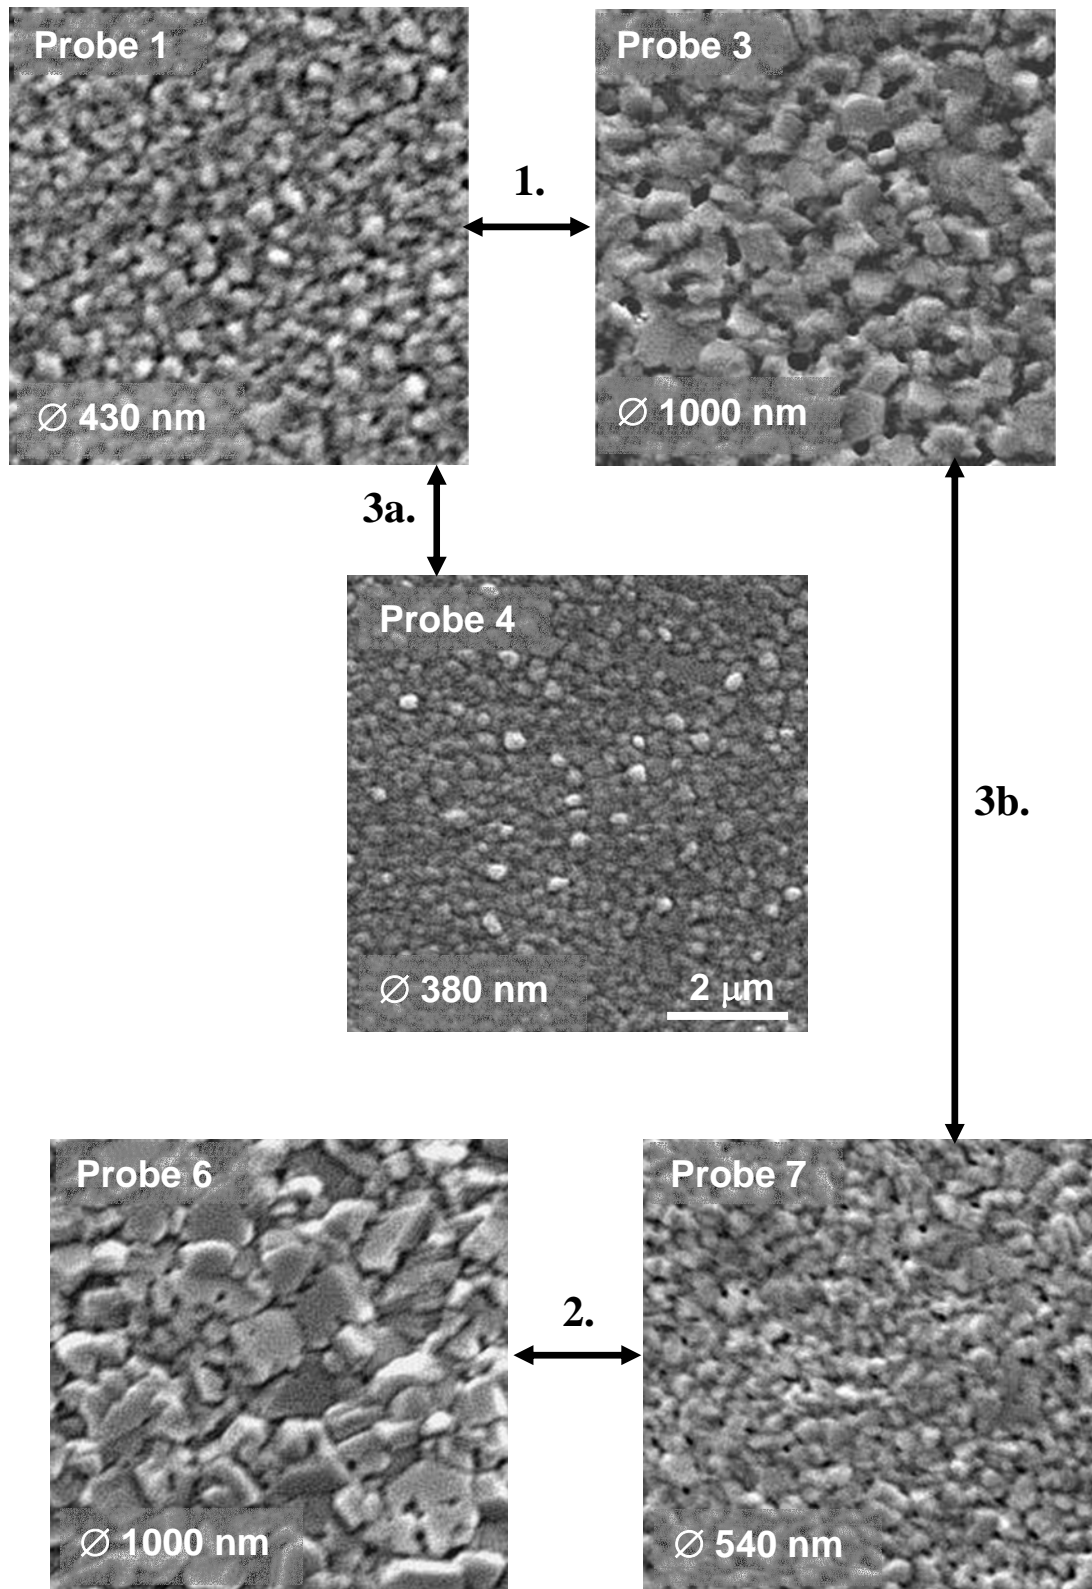 Probe 1
Probe 3
1.
∅ 430 nm
∅ 1000 nm
3a.
Probe 4
3b.
∅ 380 nm
2 μm
Probe 6
Probe 7
2.
∅ 1000 nm
∅ 540 nm